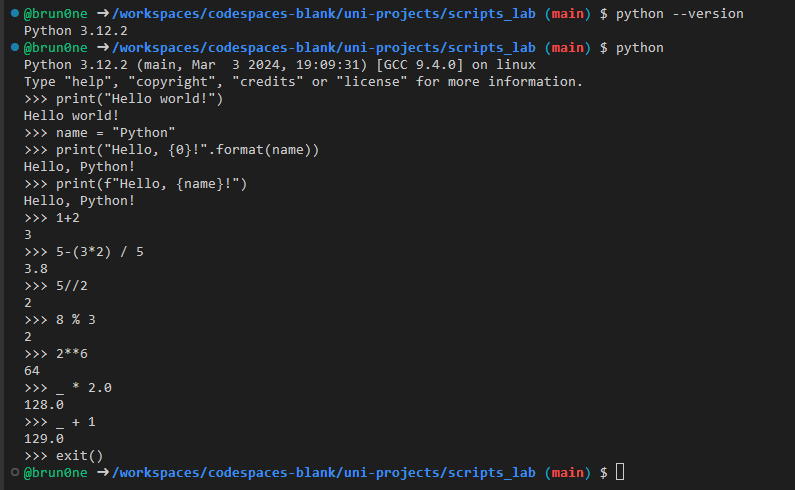 @brun0ne ➜/workspaces/codespaces-blank/uni-projects/scripts_lab (main) $ python --version
Python 3.12.2
@brun0ne ➜/workspaces/codespaces-blank/uni-projects/scripts_lab (main) $ python
Python 3.12.2 (main, Mar  3 2024, 19:09:31) [GCC 9.4.0] on linux
Type "help", "copyright", "credits" or "license" for more information.
>>> print("Hello world!")
Hello world!
>>> name = "Python"
>>> print("Hello, {0}!".format(name))
Hello, Python!
>>> print(f"Hello, {name}!")
Hello, Python!
>>> 1+2
3
>>> 5-(3*2) / 5
3.8
>>> 5//2
2
>>> 8 % 3
2
>>> 2**6
64
>>> _ * 2.0
128.0
>>> _ + 1
129.0
>>> exit()
@brun0ne ➜/workspaces/codespaces-blank/uni-projects/scripts_lab (main) $